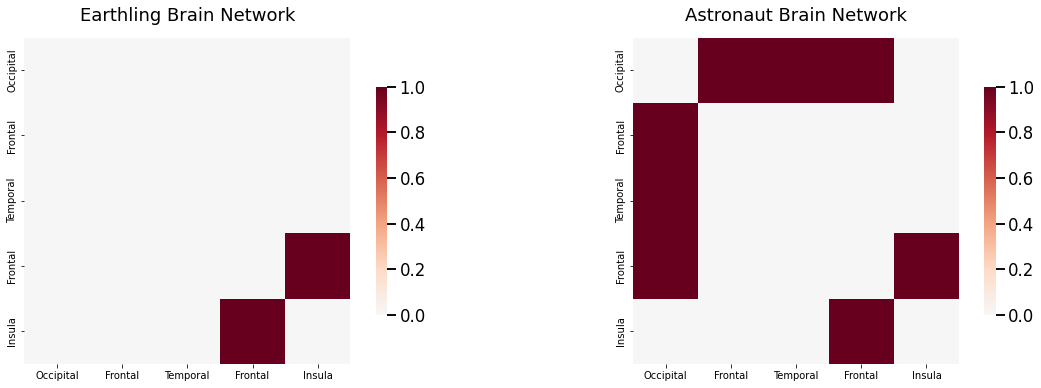 Earthling Brain Network
Occipital
Frontal
Temporal
Frontal
Insula
Occipital Frontal Temporal Frontal Insula
1.0
0.8
0.6
0.4
0.2
0.0
Astronaut Brain Network
Occipital
Frontal
Temporal
Frontal
Insula
Occipital Frontal Temporal Frontal Insula
1.0
0.8
0.6
0.4
0.2
0.0